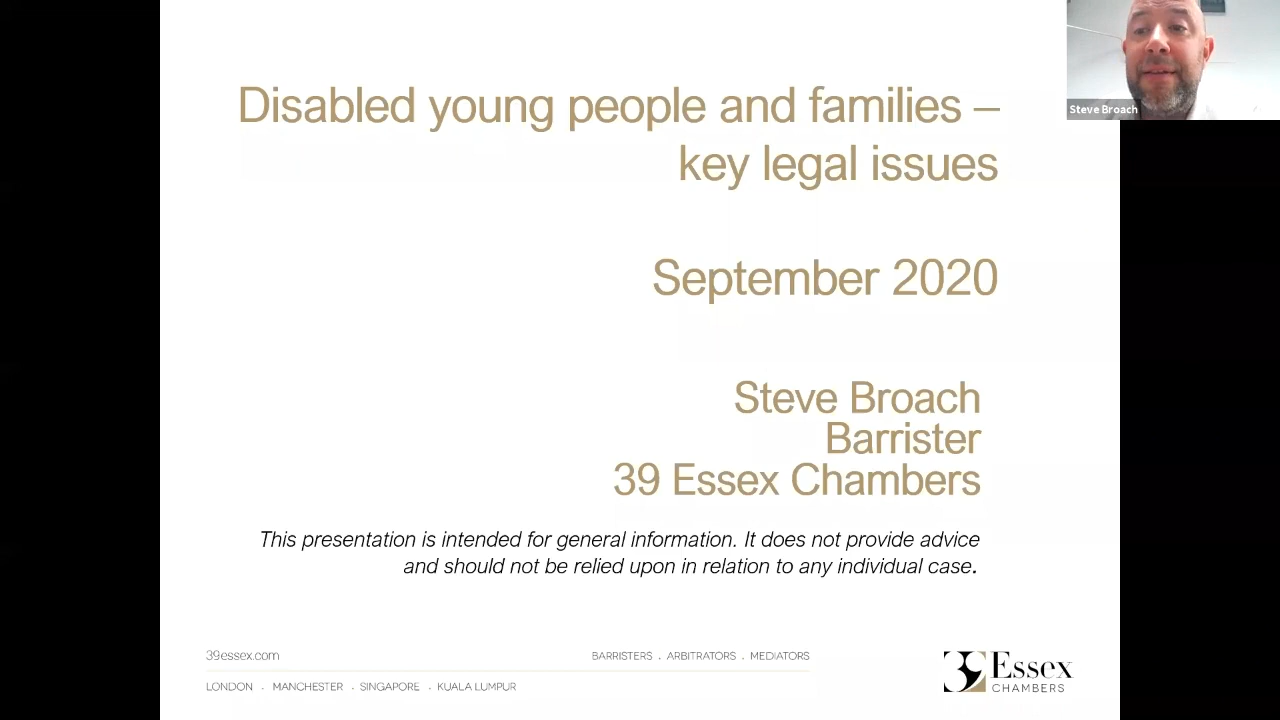 Steve Broach
Disabled young people and families –
key legal issues
September 2020
Steve Broach
Barrister
39 Essex Chambers
This presentation is intended for general information. It does not provide advice
and should not be relied upon in relation to any individual case.
39essex.com
BARRISTERS . ARBITRATORS . MEDIATORS
LONDON . MANCHESTER . SINGAPORE . KUALA LUMPUR
39 Essex
CHAMBERS